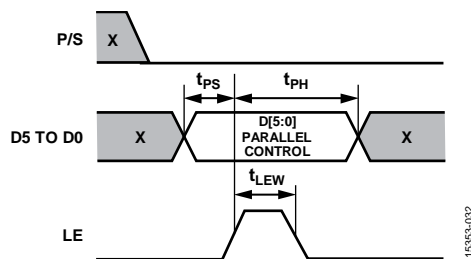 P/S
X
tPS
tPH
D5 TO D0
X
D[5:0]
PARALLEL
CONTROL
X
tLEW
LE
15353-032